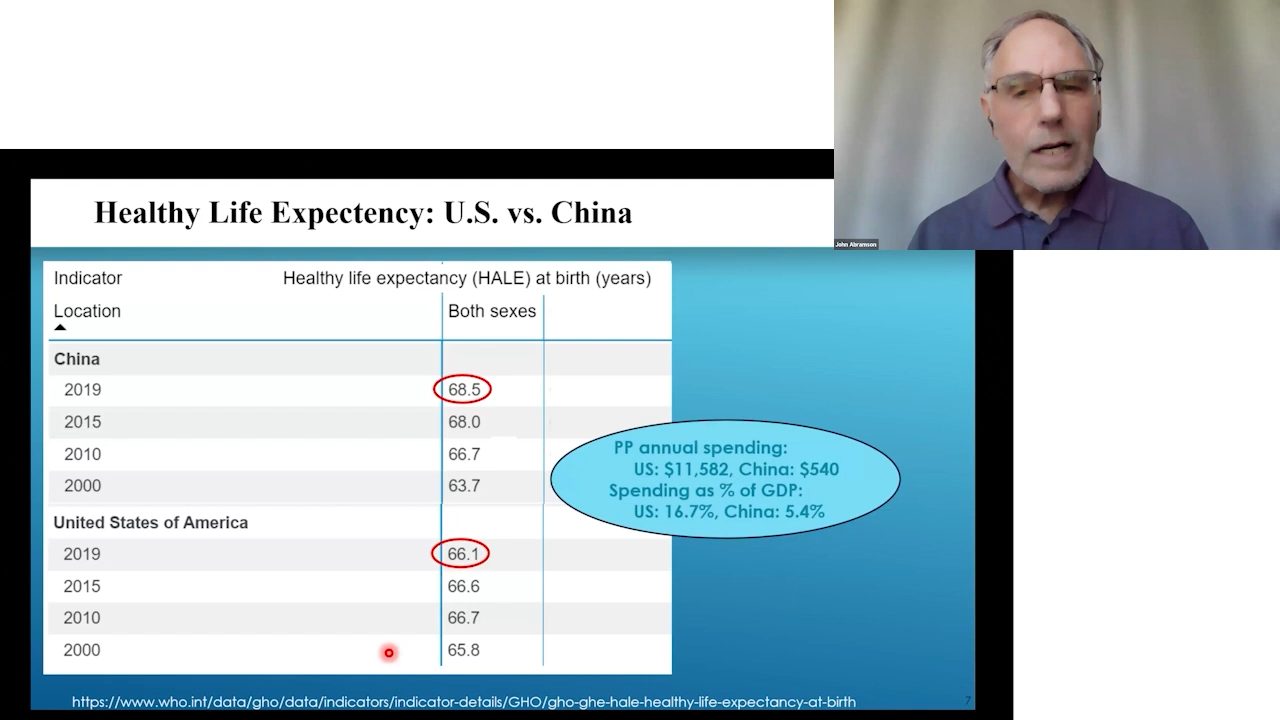 John Abramson
Healthy Life Expectency: U.S. vs. China
Indicator Healthy life expectancy (HALE) at birth (years)
Location Both sexes
China
2019 68.5
2015 68.0
2010 66.7
2000 63.7
United States of America
2019 66.1
2015 66.6
2010 66.7
2000 65.8
PP annual spending:
US: $11,582, China: $540
Spending as % of GDP:
US: 16.7%, China: 5.4%
https://www.who.int/data/gho/data/indicators/indicator-details/GHO/gho-ghe-hale-healthy-life-expectancy-at-birth
7